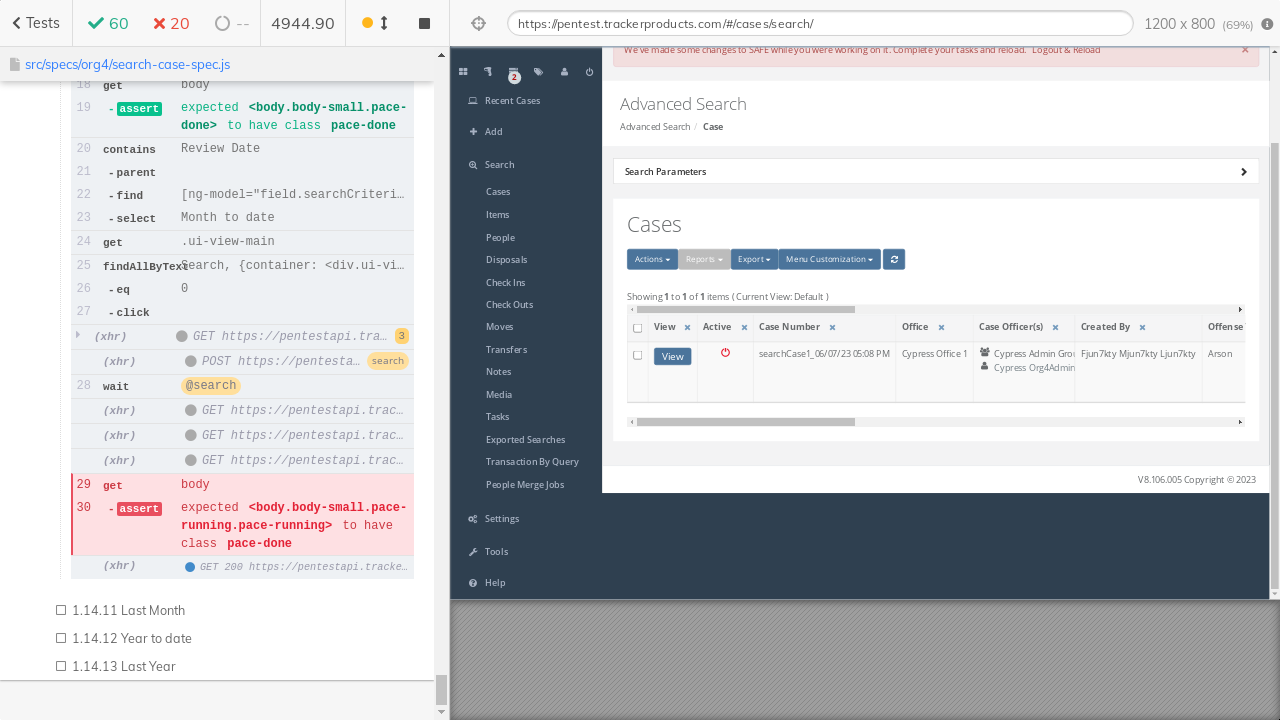 Tests
60
20
--
4944.90
https://pentest.trackerproducts.com/#/cases/search/
1200 x 800 (69%)
src/specs/org4/search-case-spec.js
18 get body
19 - assert expected <body.body-small.pace-
done> to have class pace-done
20 contains Review Date
21 - parent
22 - find [ng-model="field.searchCriteri…
23 - select Month to date
24 get .ui-view-main
25 findAllByTex arch, {container: <div.ui-vi…
26 - eq 0
27 - click
(xhr) GET https://pentestapi.tra… 3
(xhr) POST https://pentesta… search
28 wait @search
(xhr) GET https://pentestapi.trac…
(xhr) GET https://pentestapi.trac…
(xhr) GET https://pentestapi.trac…
29 get body
30 - assert expected <body.body-small.pace-
running.pace-running> to have
class pace-done
(xhr) GET 200 https://pentestapi.tracke…
1.14.11 Last Month
1.14.12 Year to date
1.14.13 Last Year
2
Recent Cases
Add
Search
Cases
Items
People
Disposals
Check Ins
Check Outs
Moves
Transfers
Notes
Media
Tasks
Exported Searches
Transaction By Query
People Merge Jobs
Settings
Tools
Help
We've made some changes to SAFE while you were working on it. Complete your tasks and reload. Logout & Reload ×
Advanced Search
Advanced Search / Case
Search Parameters
Cases
Actions Reports Export Menu Customization
Showing 1 to 1 of 1 items ( Current View: Default )
View Active Case Number Office Case Officer(s) Created By Offense
View searchCase1_06/07/23 05:08 PM Cypress Office 1 Cypress Admin Grou Fjun7kty Mjun7kty Ljun7kty Arson
Cypress Org4Admin
V8.106.005 Copyright © 2023